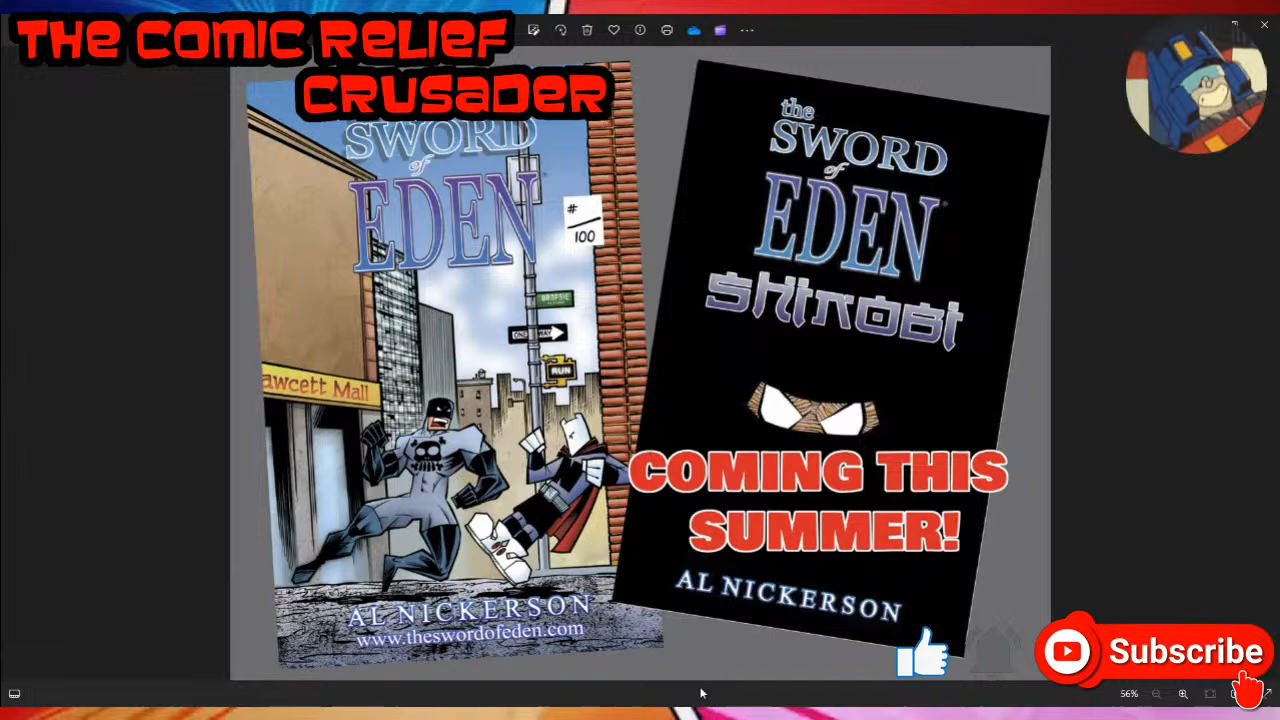 THE COMIC RELIEF
CRUSADER
SWORD
of
EDEN
#
100
ONE WAY
RUN
awcett Mall
AL NICKERSON
www.theswordofeden.com
the
SWORD
of
EDEN
SHINOBI
COMING THIS
SUMMER!
AL NICKERSON
Subscribe
56%